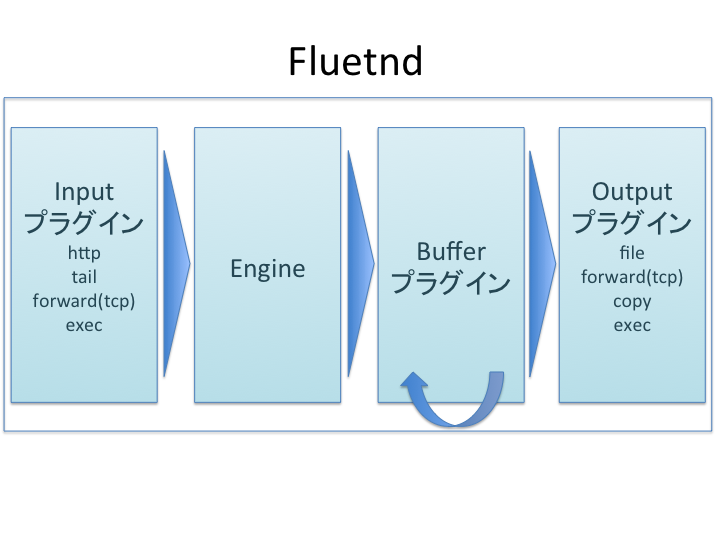 Fluetnd
Input
プラグイン
http
tail
forward(tcp)
exec
Engine
Buffer
プラグイン
Output
プラグイン
file
forward(tcp)
copy
exec